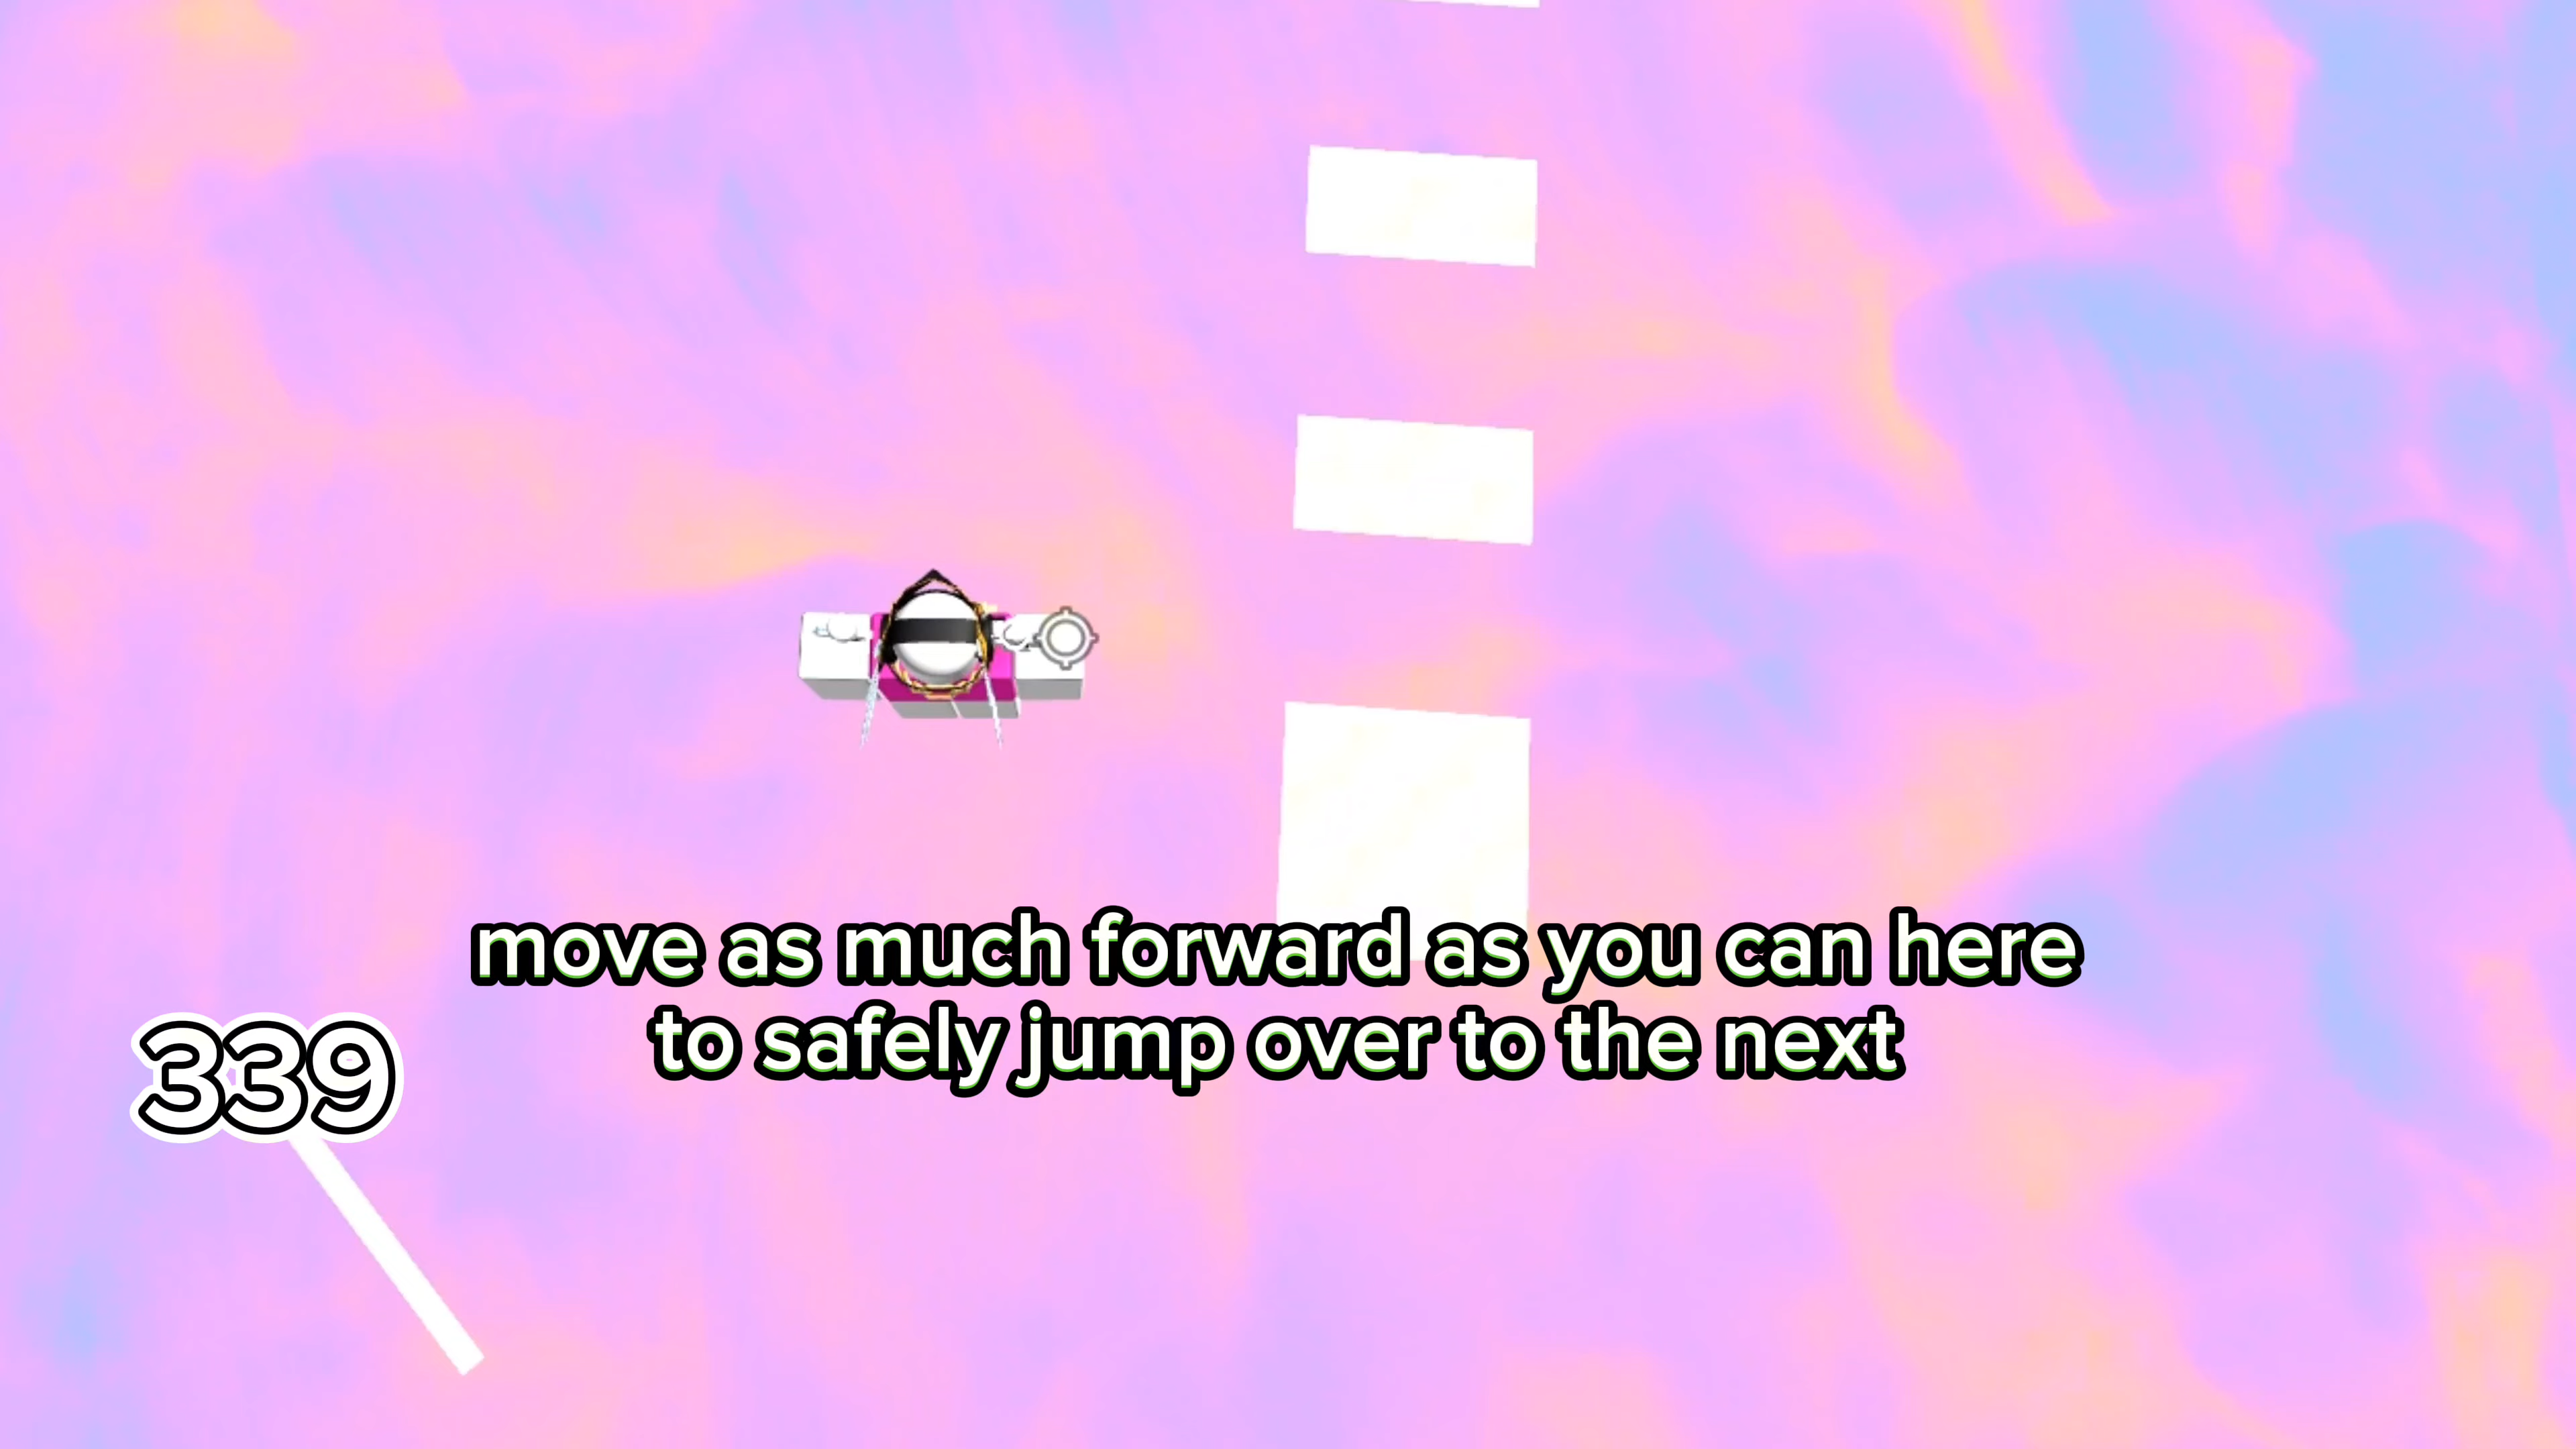 move as much forward as you can here
to safely jump over to the next
339